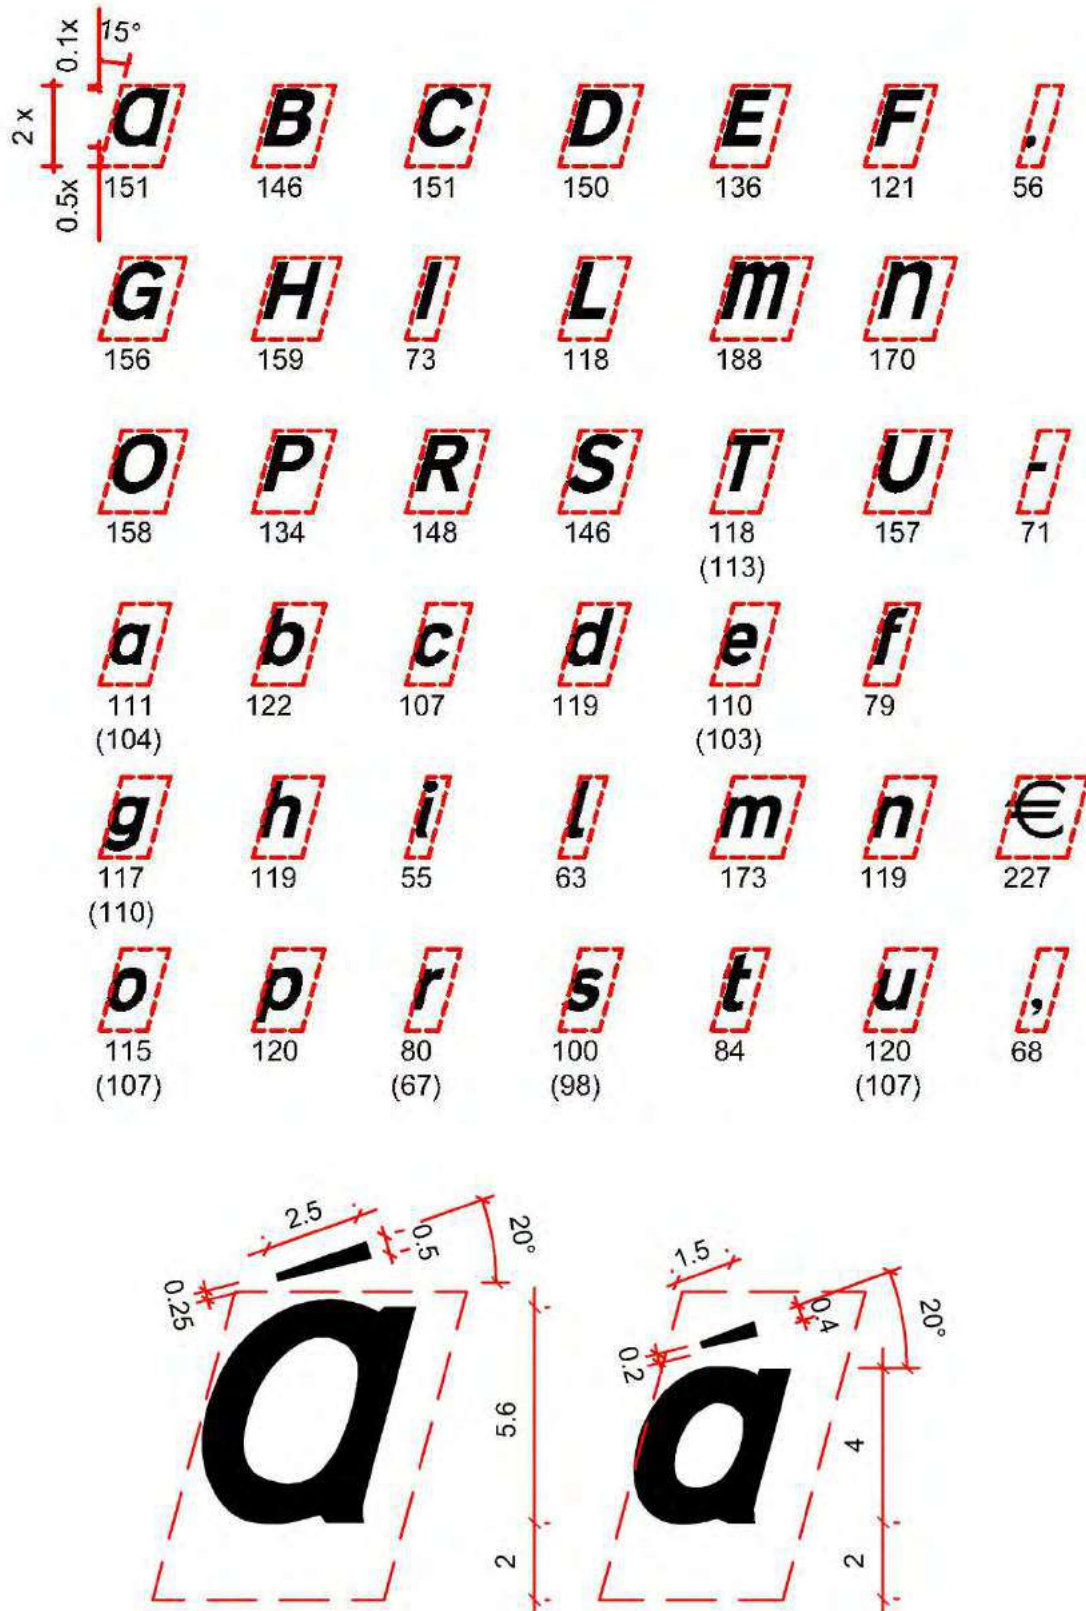 0.1x 15°
2 x
0.5x
a B C D E F .
151 146 151 150 136 121 56
G H I L m n
156 159 73 118 188 170
O P R S T U -
158 134 148 146 118 157 71
(113)
a b c d e f
111 122 107 119 110 79
(104) (103)
g h i l m n €
117 119 55 63 173 119 227
(110)
o p r s t u ,
115 120 80 100 84 120 68
(107) (67) (98) (107)
2.5 0.5 20°
0.25
á
5.6
2
1.5 0.4 20°
0.2
á
4
2